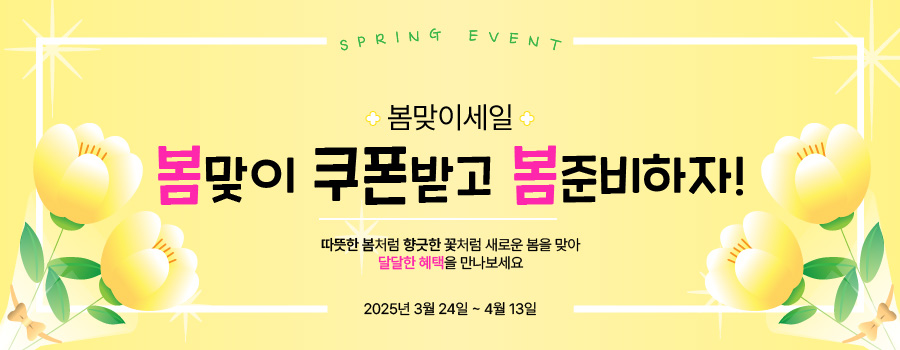 SPRING EVENT
봄맞이세일
봄맞이 쿠폰받고 봄준비하자!
따뜻한 봄처럼 향긋한 꽃처럼 새로운 봄을 맞아
달달한 혜택을 만나보세요
2025년 3월 24일 ~ 4월 13일